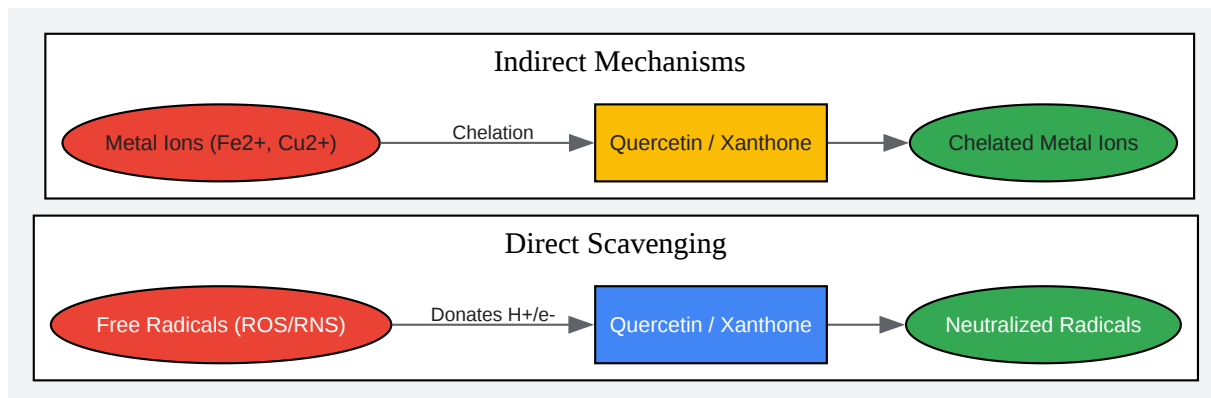 Indirect Mechanisms
Metal Ions (Fe2+, Cu2+)
Chelation
Quercetin / Xanthone
Chelated Metal Ions
Direct Scavenging
Free Radicals (ROS/RNS)
Donates H+/e-
Quercetin / Xanthone
Neutralized Radicals